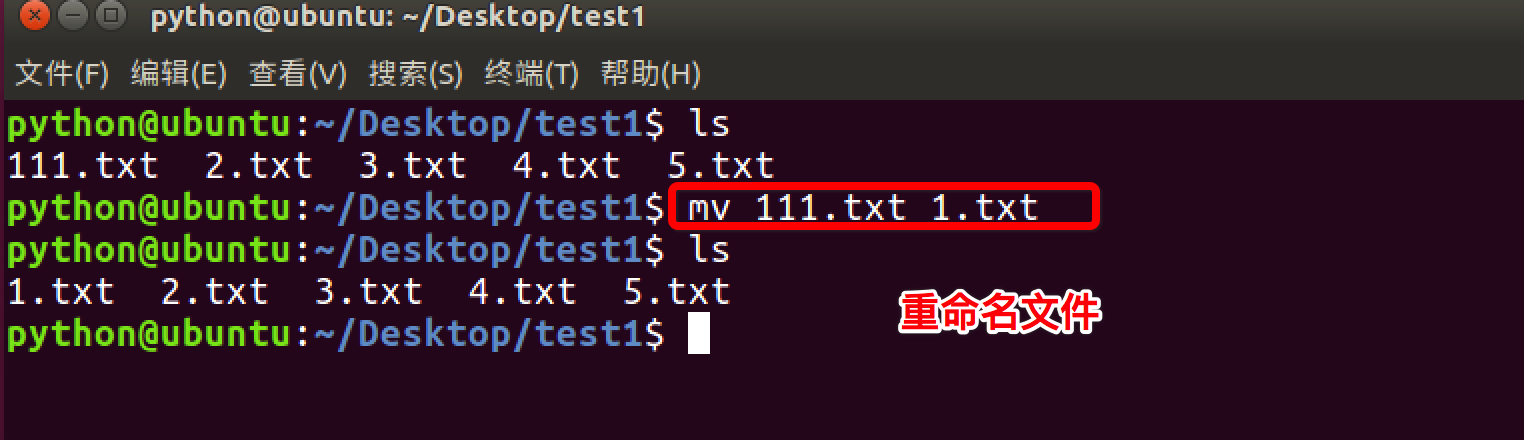 python@ubuntu: ~/Desktop/test1
文件(F) 编辑(E) 查看(V) 搜索(S) 终端(T) 帮助(H)
python@ubuntu:~/Desktop/test1$ ls
111.txt  2.txt  3.txt  4.txt  5.txt
python@ubuntu:~/Desktop/test1$ mv 111.txt 1.txt
python@ubuntu:~/Desktop/test1$ ls
1.txt  2.txt  3.txt  4.txt  5.txt
重命名文件
python@ubuntu:~/Desktop/test1$